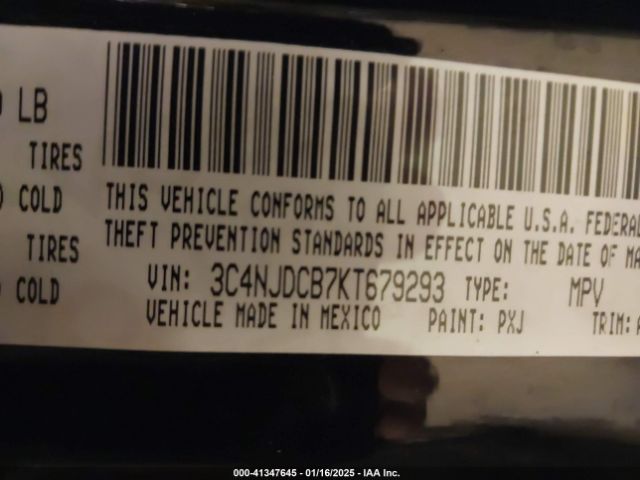 LB
TIRES
COLD
TIRES
COLD
THIS VEHICLE CONFORMS TO ALL APPLICABLE U.S.A. FEDERAL
THEFT PREVENTION STANDARDS IN EFFECT ON THE DATE OF MA
VIN: 3C4NJDCB7KT679293 TYPE: MPV
VEHICLE MADE IN MEXICO PAINT: PXJ TRIM:
000-41347645 - 01/16/2025 - IAA Inc.